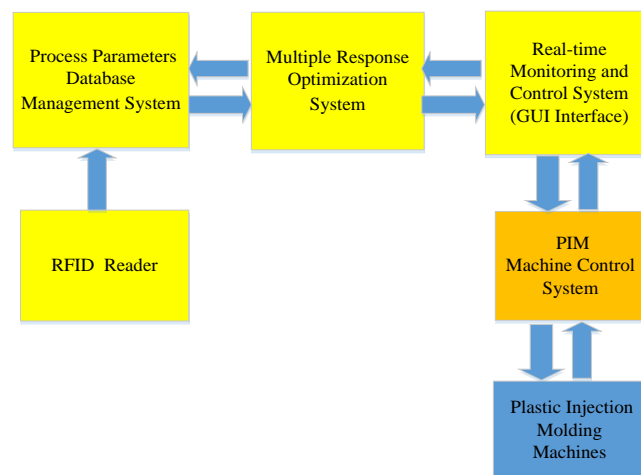 Process Parameters
Database
Management System
Multiple Response
Optimization
System
Real-time
Monitoring and
Control System
(GUI Interface)
RFID Reader
PIM
Machine Control
System
Plastic Injection
Molding
Machines